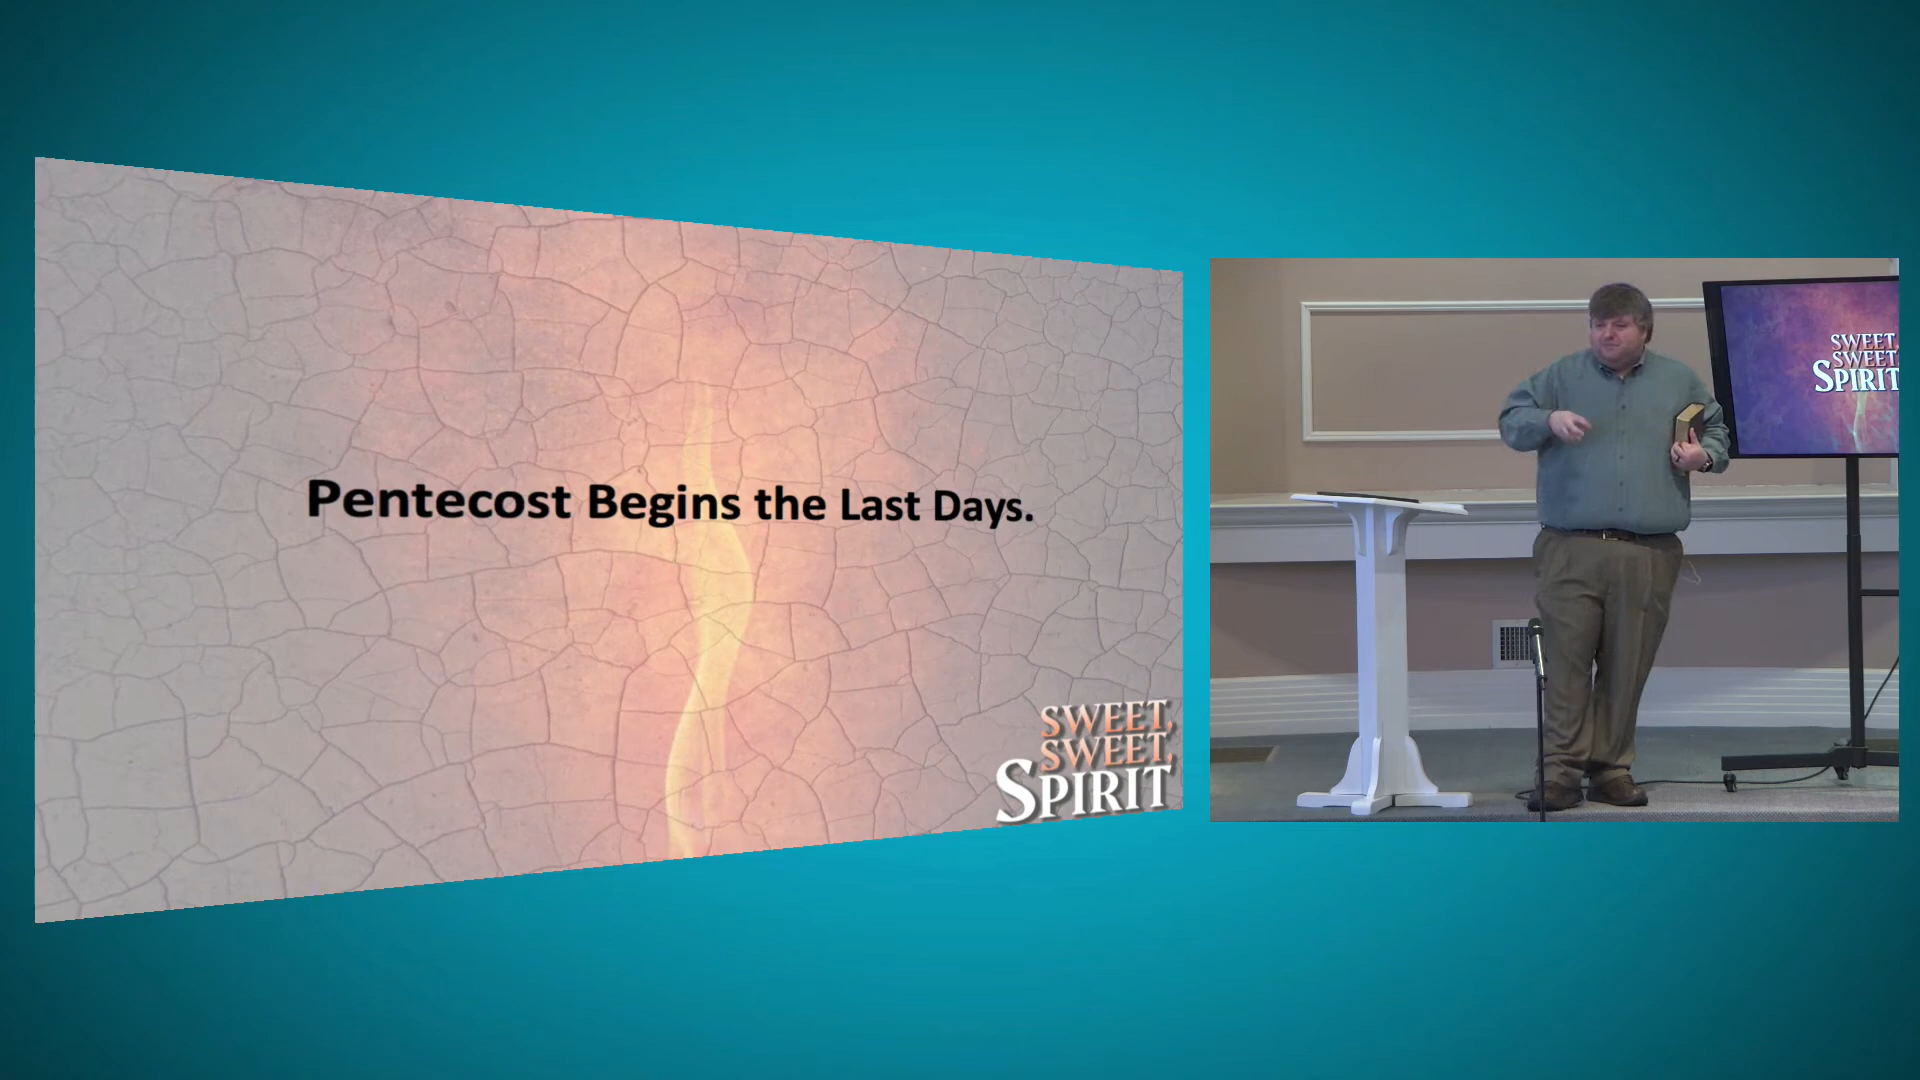 Pentecost Begins the Last Days.
SWEET,
SWEET,
SPIRIT
SWEET,
SWEET
SPIRIT